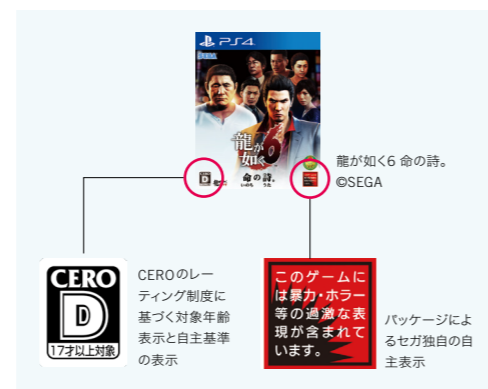 PS4
SEGA
龍が
如く6
命の詩。
いのち うた
D
龍が如く6 命の詩。
©SEGA
CERO
D
17才以上対象
CEROのレー
ティング制度に
基づく対象年齢
表示と自主基準
の表示
このゲームに
は暴力・ホラー
等の過激な表
現が含まれて
います。
パッケージによ
るセガ独自の自
主表示